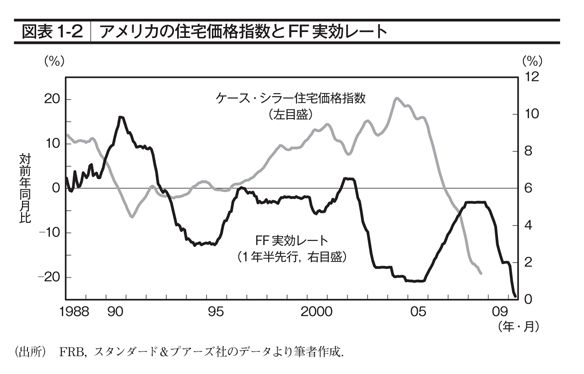 図表1-2 アメリカの住宅価格指数とFF実効レート
(%) (%)
20
10
0
−10
−20
対前年同月比
ケース・シラー住宅価格指数
(左目盛)
FF実効レート
(1年半先行,右目盛)
12
10
8
6
4
2
0
1988 90 95 2000 05 09
(年・月)
(出所) FRB, スタンダード&プアーズ社のデータより筆者作成.